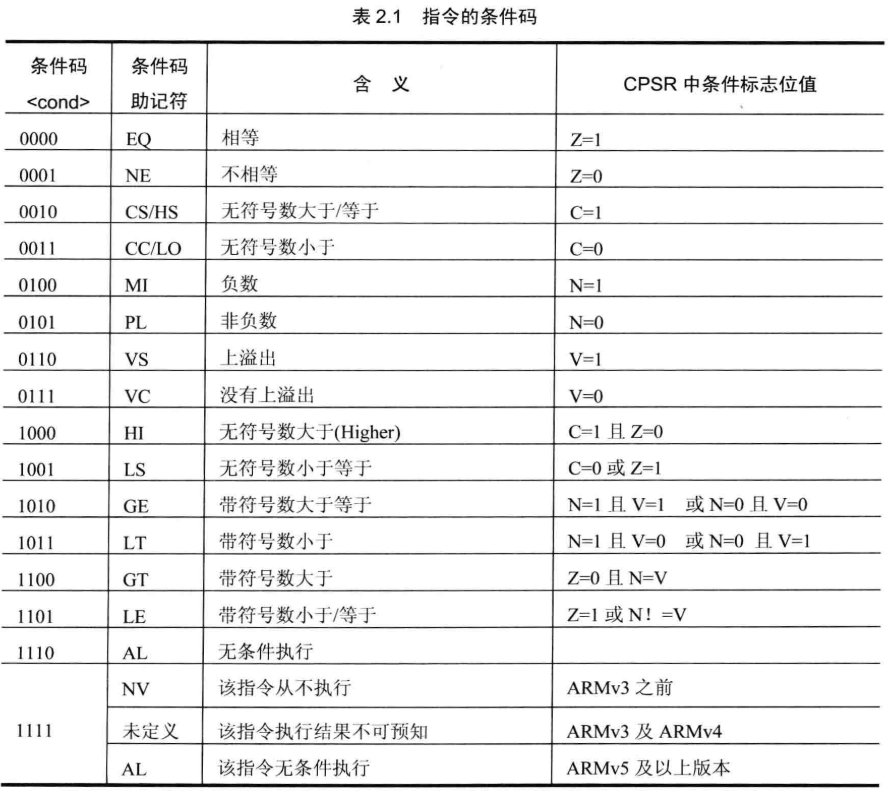 表 2.1 指令的条件码
条件码 <cond> 条件码 助记符 含 义 CPSR 中条件标志位值
0000 EQ 相等 Z=1
0001 NE 不相等 Z=0
0010 CS/HS 无符号数大于/等于 C=1
0011 CC/LO 无符号数小于 C=0
0100 MI 负数 N=1
0101 PL 非负数 N=0
0110 VS 上溢出 V=1
0111 VC 没有上溢出 V=0
1000 HI 无符号数大于(Higher) C=1 且 Z=0
1001 LS 无符号数小于等于 C=0 或 Z=1
1010 GE 带符号数大于等于 N=1 且 V=1 或 N=0 且 V=0
1011 LT 带符号数小于 N=1 且 V=0 或 N=0 且 V=1
1100 GT 带符号数大于 Z=0 且 N=V
1101 LE 带符号数小于/等于 Z=1 或 N！=V
1110 AL 无条件执行
1111 NV 该指令从不执行 ARMv3 之前
未定义 该指令执行结果不可预知 ARMv3 及 ARMv4
AL 该指令无条件执行 ARMv5 及以上版本